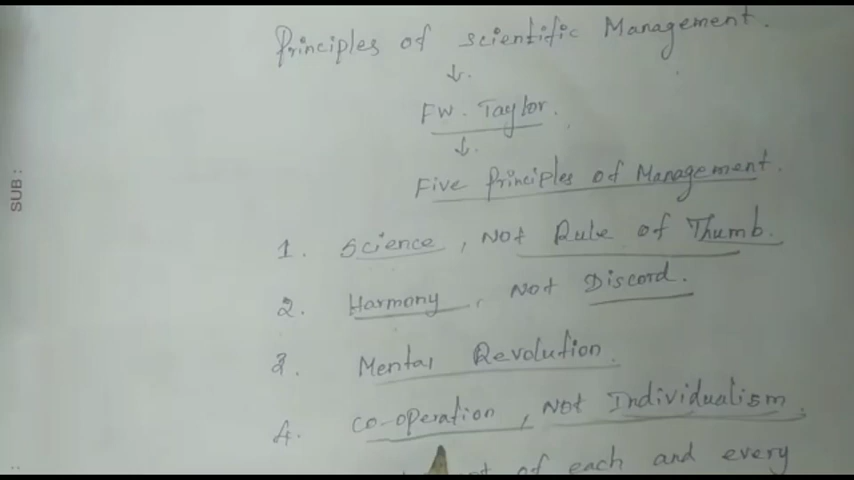 Principles of scientific Management.
FW. Taylor.
Five principles of Management.
SUB :
1. Science, Not Rule of Thumb.
2. Harmony, Not Discord.
3. Mental Revolution.
4. Co-operation, Not Individualism.
of each and every